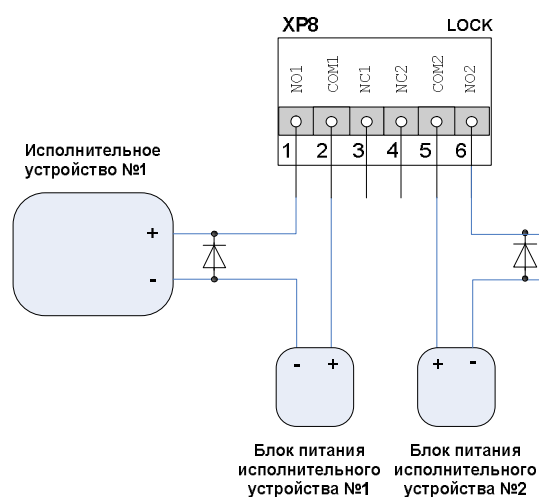 XP8 LOCK
NO1 COM1 NC1 NC2 COM2 NO2
1 2 3 4 5 6
Исполнительное
устройство №1
+
-
- +
+ -
Блок питания
исполнительного
устройства №1
Блок питания
исполнительного
устройства №2